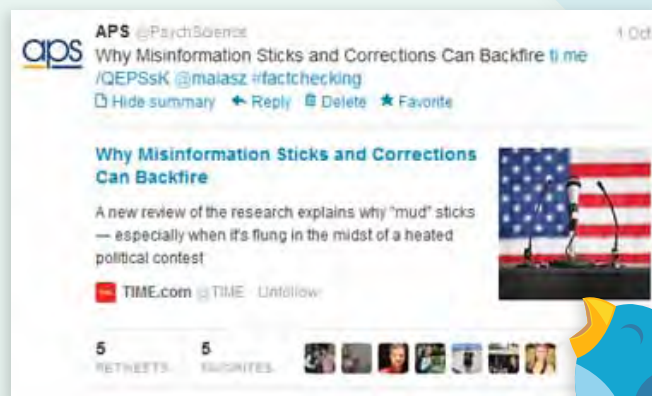 aps
APS @PsychScience 1 Oct
Why Misinformation Sticks and Corrections Can Backfire ti.me
/QEPSsK @maiasz #factchecking
Hide summary Reply Delete Favorite
Why Misinformation Sticks and Corrections
Can Backfire
A new review of the research explains why "mud" sticks
— especially when it's flung in the midst of a heated
political contest
TIME.com @TIME · Unfollow
5 5
RETWEETS FAVORITES